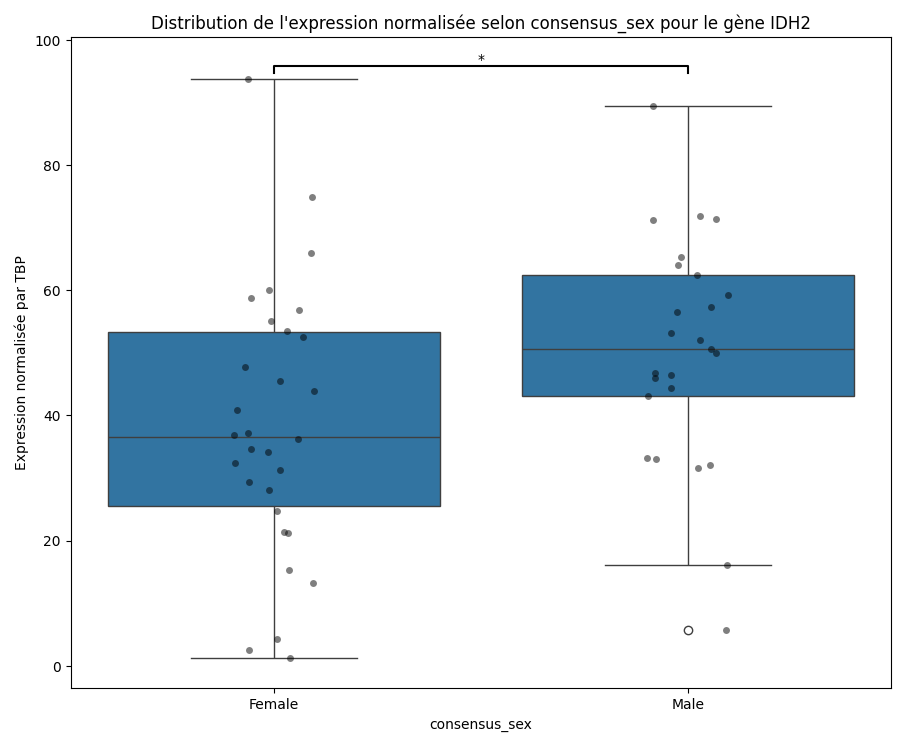 Distribution de l'expression normalisée selon consensus_sex pour le gène IDH2
100
*
80
60
40
20
0
Expression normalisée par TBP
Female
Male
consensus_sex